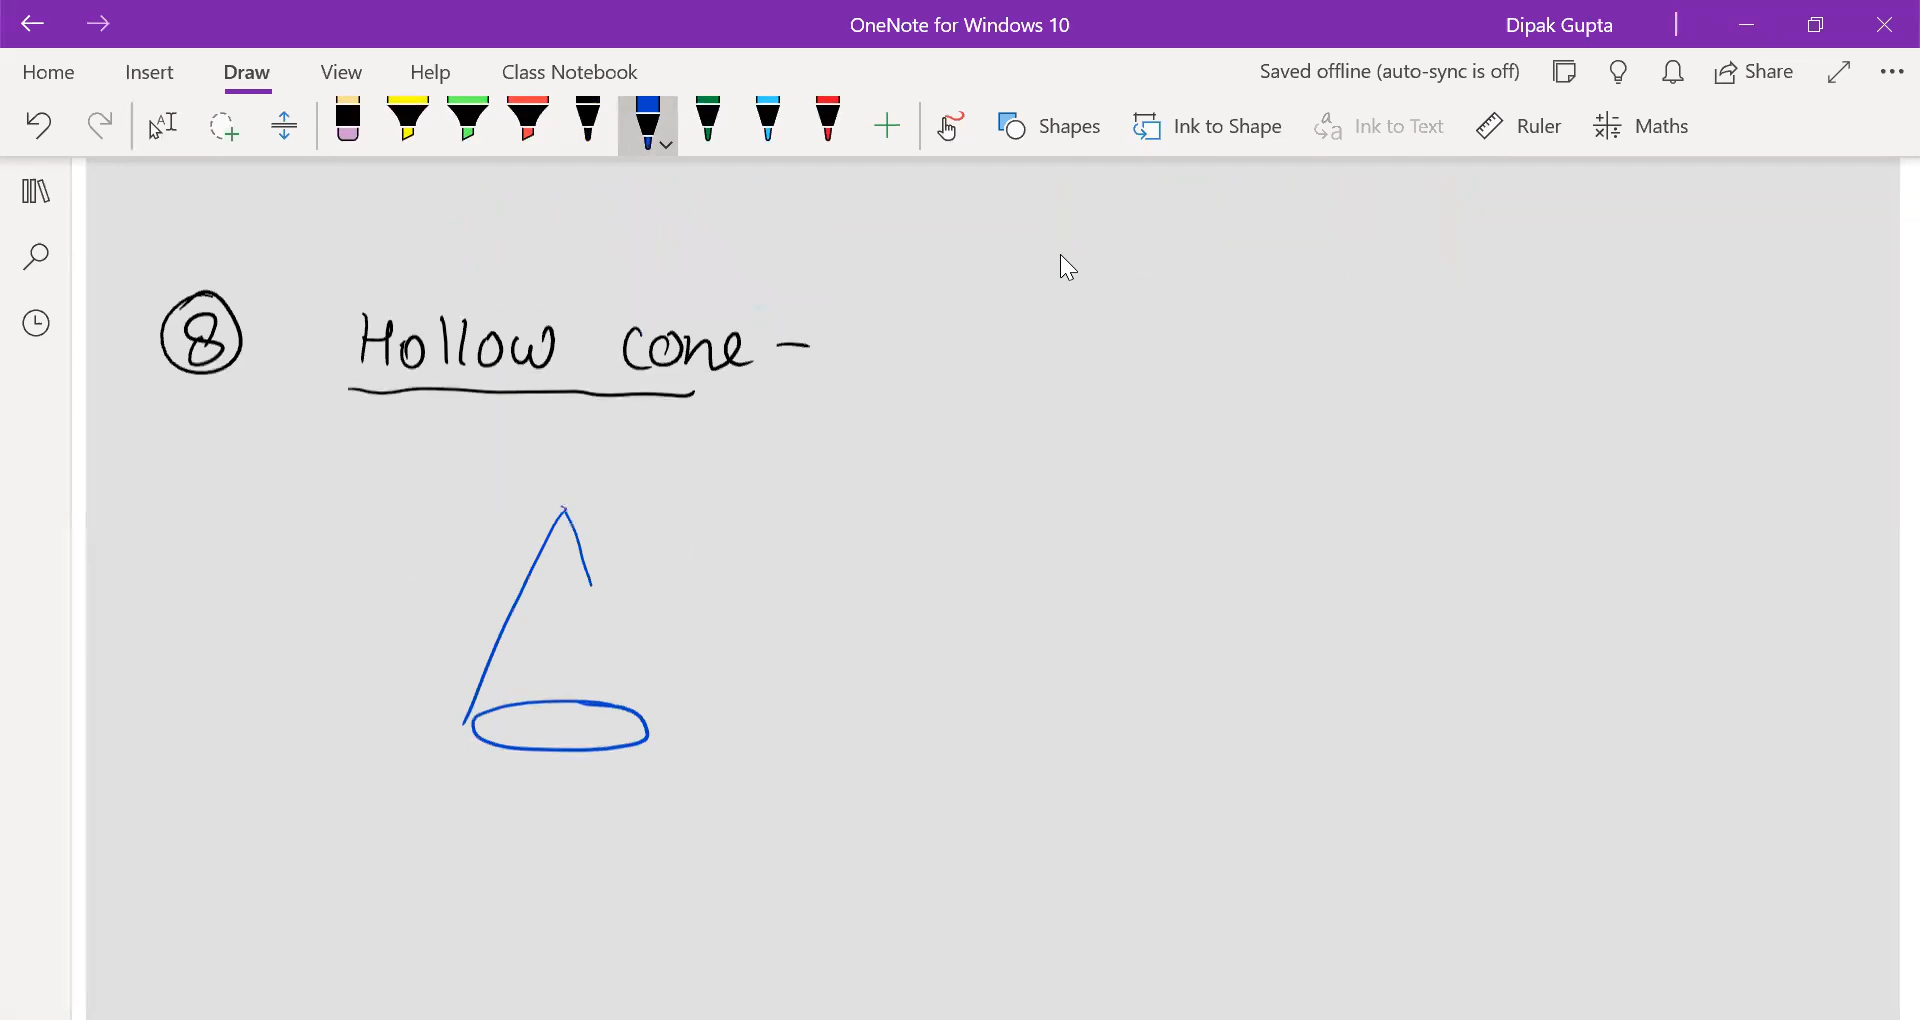 OneNote for Windows 10
Dipak Gupta
Home Insert Draw View Help Class Notebook
Saved offline (auto-sync is off) Share
Shapes Ink to Shape Ink to Text Ruler Maths
8 Hollow cone -